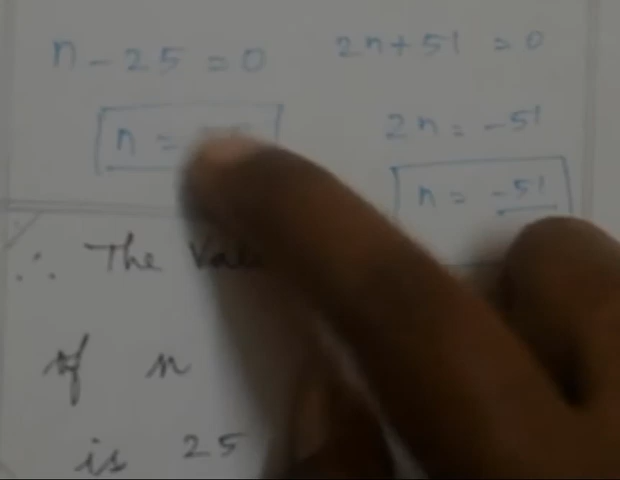 n - 25 = 0
2n + 51 = 0
n =
2n = -51
n = -51
∴ The
of n
is 25